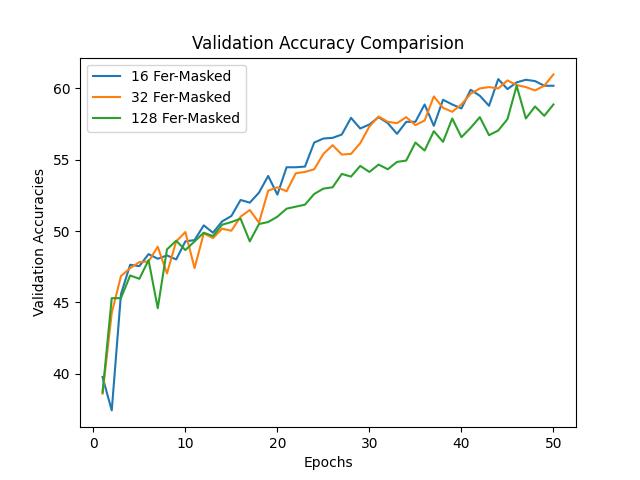 Validation Accuracy Comparision
16 Fer-Masked
32 Fer-Masked
128 Fer-Masked
60
55
50
45
40
Validation Accuracies
0 10 20 30 40 50
Epochs